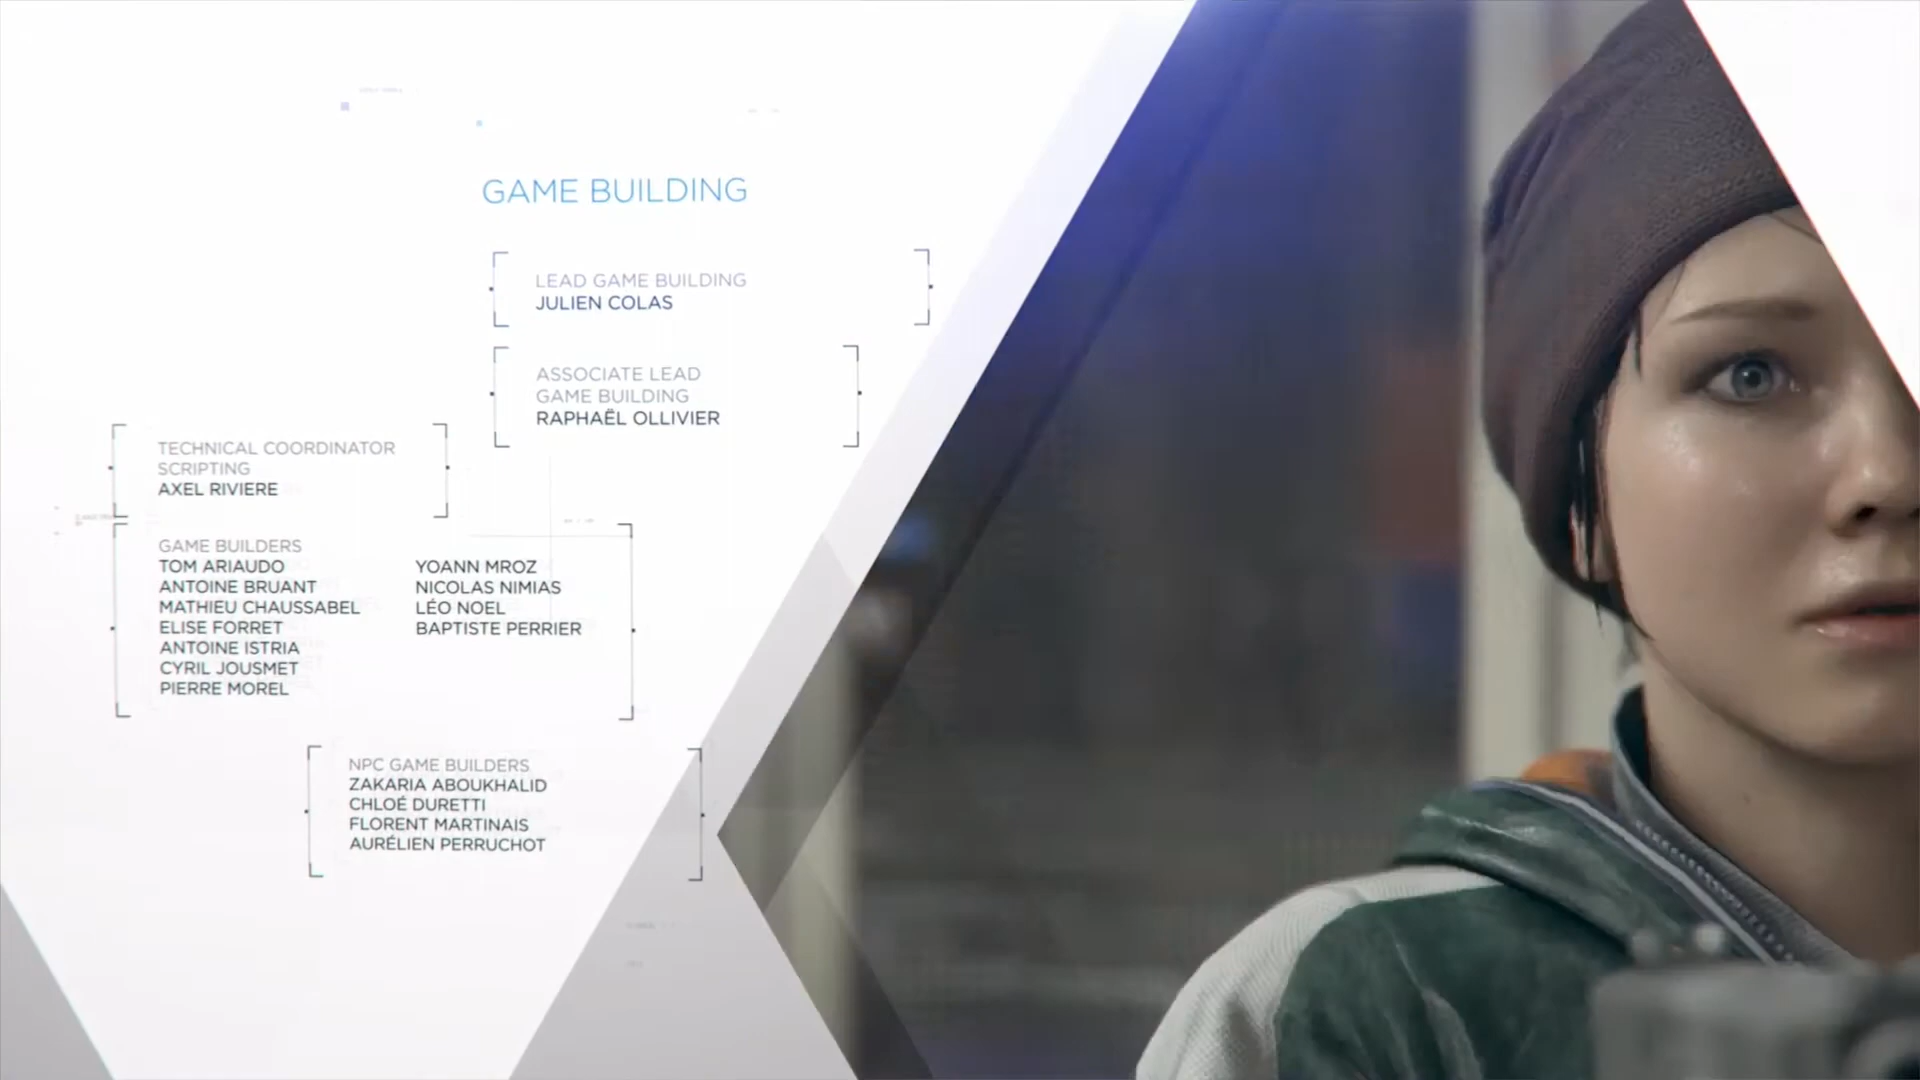 GAME BUILDING
LEAD GAME BUILDING
JULIEN COLAS
ASSOCIATE LEAD
GAME BUILDING
RAPHAËL OLLIVIER
TECHNICAL COORDINATOR
SCRIPTING
AXEL RIVIERE
GAME BUILDERS
TOM ARIAUDO
ANTOINE BRUANT
MATHIEU CHAUSSABEL
ELISE FORRET
ANTOINE ISTRIA
CYRIL JOUSMET
PIERRE MOREL
YOANN MROZ
NICOLAS NIMIAS
LÉO NOEL
BAPTISTE PERRIER
NPC GAME BUILDERS
ZAKARIA ABOUKHALID
CHLOÉ DURETTI
FLORENT MARTINAIS
AURÉLIEN PERRUCHOT